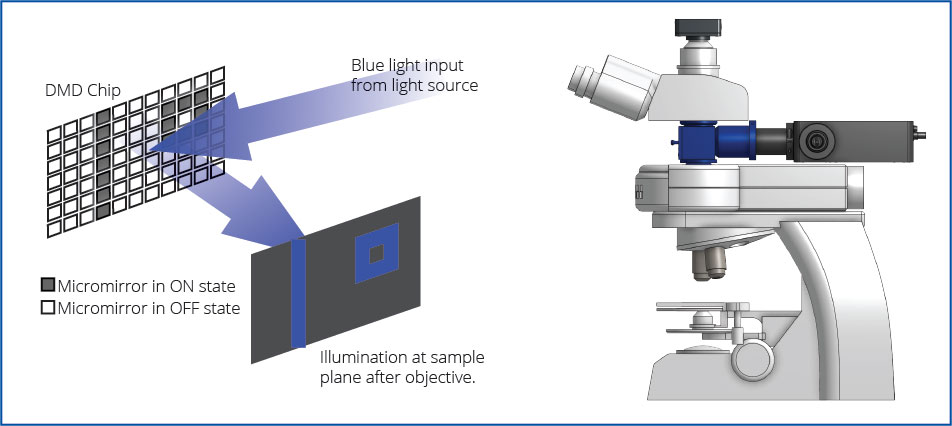 DMD Chip
Blue light input
from light source
Micromirror in ON state
Micromirror in OFF state
Illumination at sample
plane after objective.